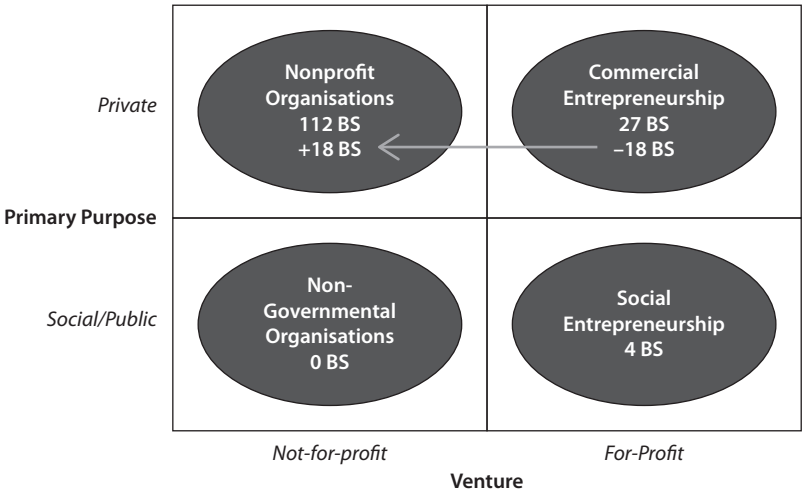 Nonprofit
Organisations
112 BS
+18 BS
Commercial
Entrepreneurship
27 BS
–18 BS
Private
Primary Purpose
Non-
Governmental
Organisations
0 BS
Social
Entrepreneurship
4 BS
Social/Public
Not-for-profit
For-Profit
Venture